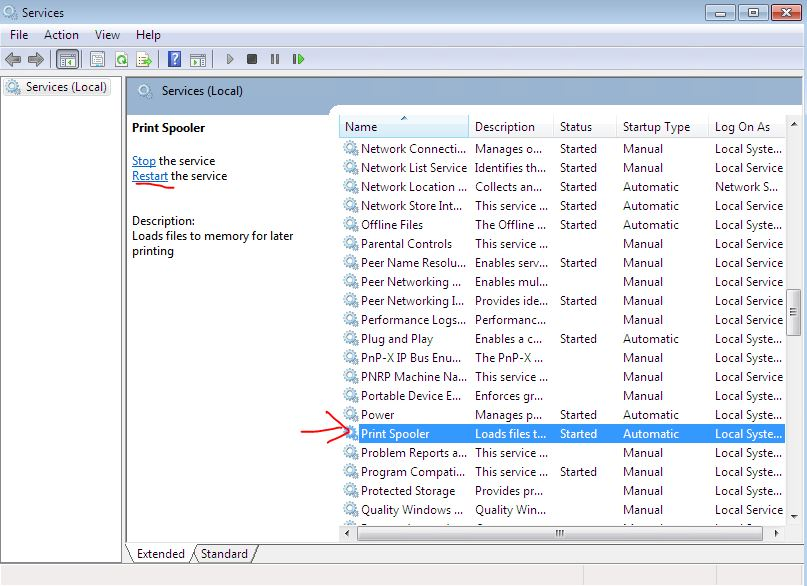 Services
File Action View Help
Services (Local)
Services (Local)
Print Spooler
Stop the service
Restart the service
Description:
Loads files to memory for later
printing
Name Description Status Startup Type Log On As
Network Connecti... Manages o... Started Manual Local Syste...
Network List Service Identifies th... Started Manual Local Service
Network Location ... Collects an... Started Automatic Network S...
Network Store Int... This service ... Started Automatic Local Service
Offline Files The Offline ... Started Automatic Local Syste...
Parental Controls This service ... Manual Local Service
Peer Name Resolu... Enables serv... Started Manual Local Service
Peer Networking ... Enables mul... Manual Local Service
Peer Networking I... Provides ide... Started Manual Local Service
Performance Logs... Performanc... Manual Local Service
Plug and Play Enables a c... Started Automatic Local Syste...
PnP-X IP Bus Enu... The PnP-X ... Manual Local Syste...
PNRP Machine Na... This service ... Manual Local Service
Portable Device E... Enforces gr... Manual Local Syste...
Power Manages p... Started Automatic Local Syste...
Print Spooler Loads files t... Started Automatic Local Syste...
Problem Reports a... This service ... Manual Local Syste...
Program Compati... This service ... Started Manual Local Syste...
Protected Storage Provides pr... Manual Local Syste...
Quality Windows ... Quality Win... Manual Local Service
Extended Standard